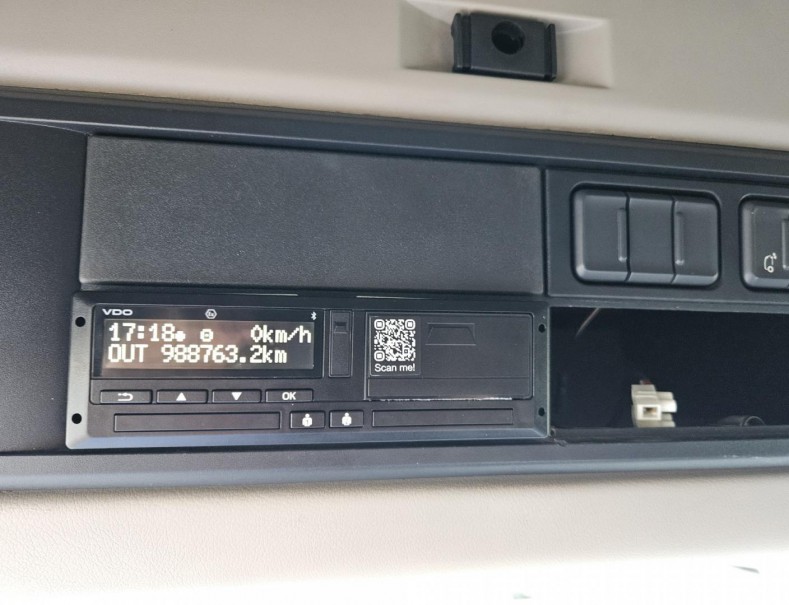 VDO
17:18 0km/h
OUT 988763.2km
Scan me!
OK